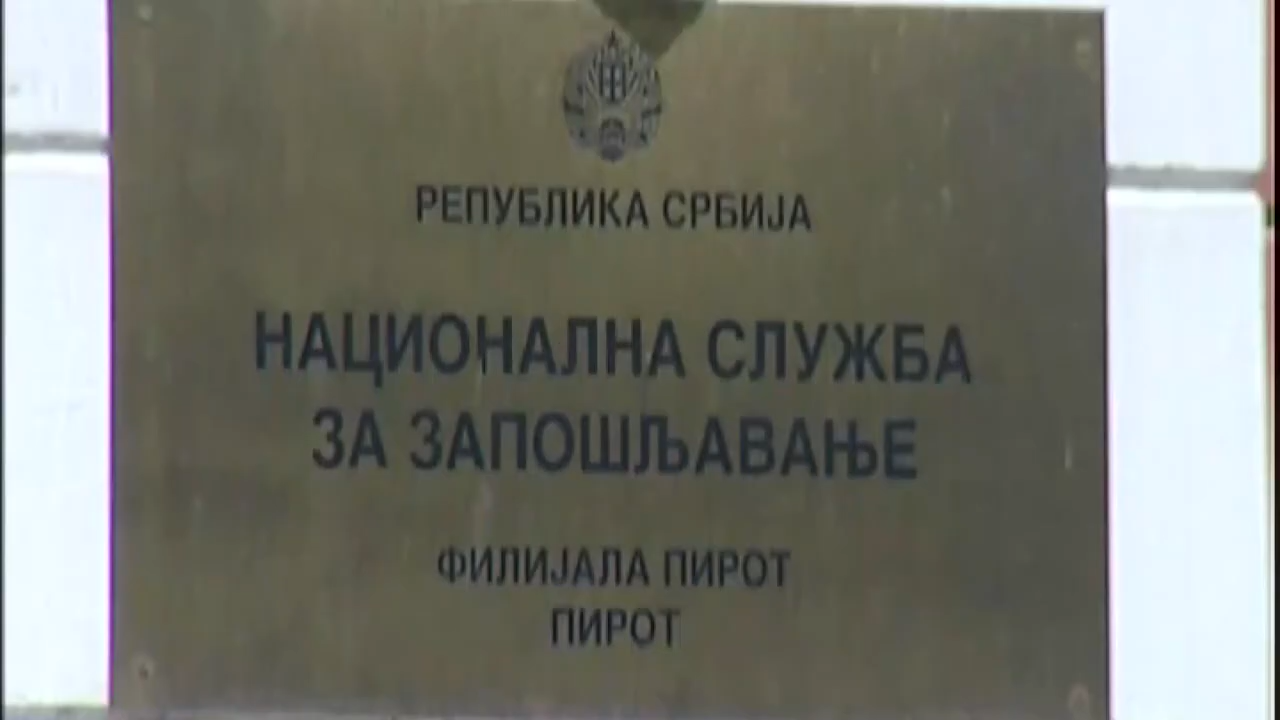 РЕПУБЛИКА СРБИЈА
НАЦИОНАЛНА СЛУЖБА
ЗА ЗАПОШЉАВАЊЕ
ФИЛИЈАЛА ПИРОТ
ПИРОТ